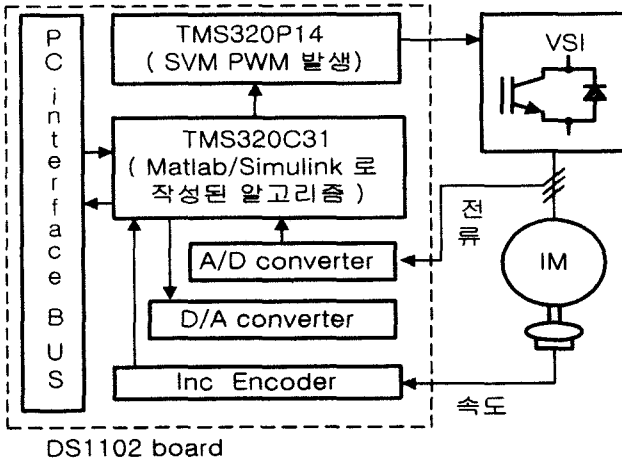 PC interface BUS
TMS320P14
( SVM PWM 발생)
TMS320C31
( Matlab/Simulink 로
작성된 알고리즘 )
A/D converter
D/A converter
Inc Encoder
VSI
전류
IM
속도
DS1102 board